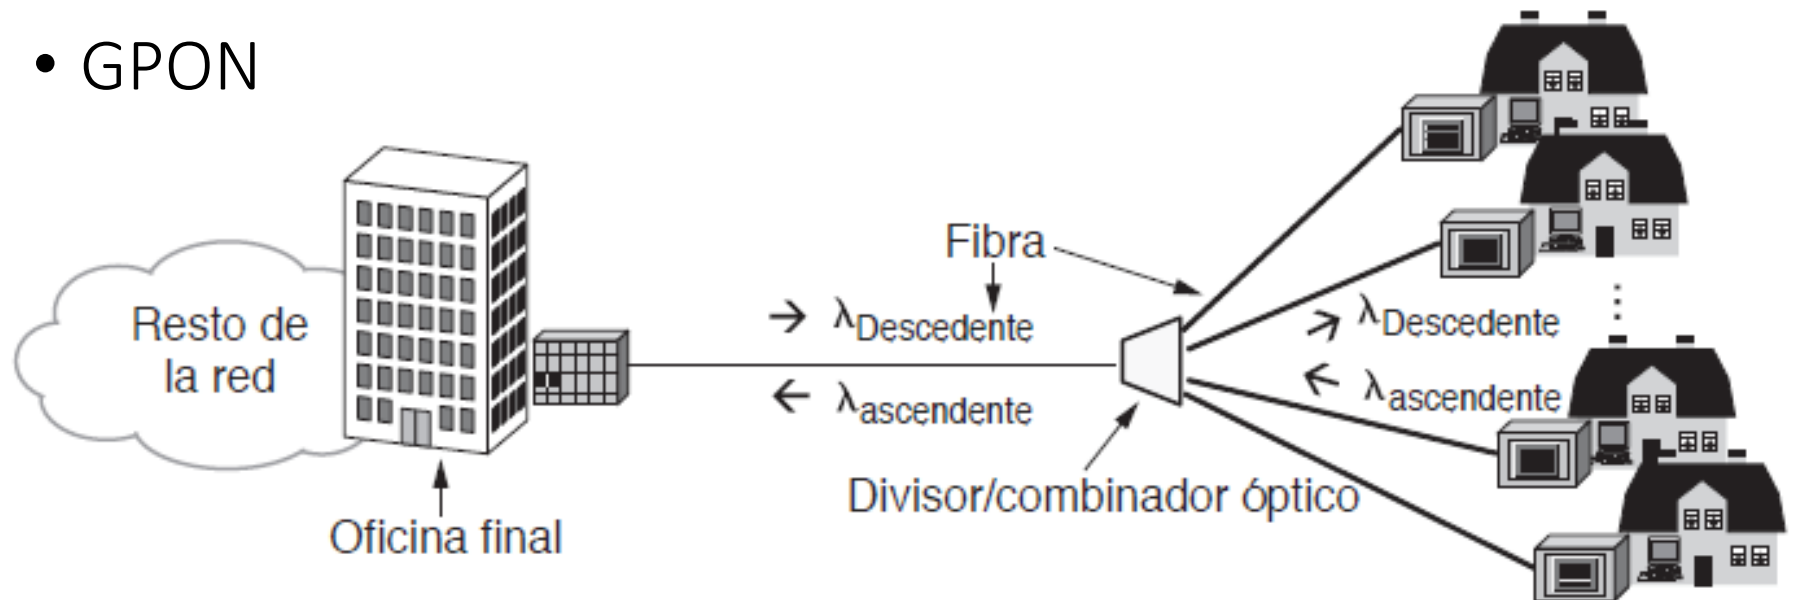 • GPON
Resto de
la red
Oficina final
Fibra
→ λDescedente
← λascendente
Divisor/combinador óptico
→ λDescedente
← λascendente